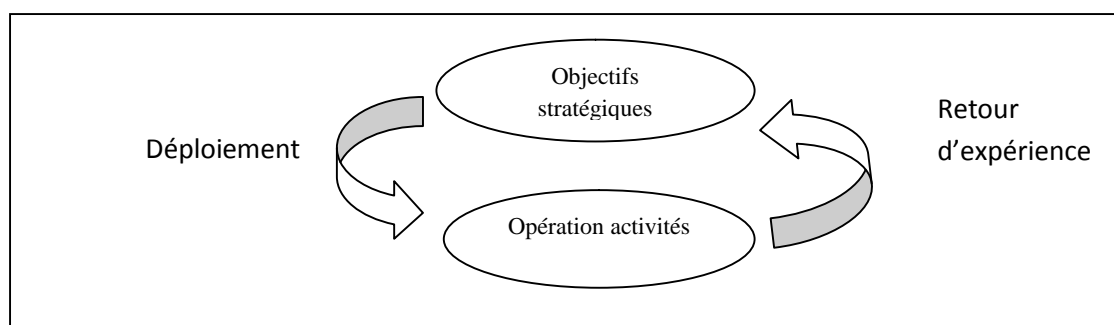 Objectifs
stratégiques
Déploiement
Retour
d'expérience
Opération activités